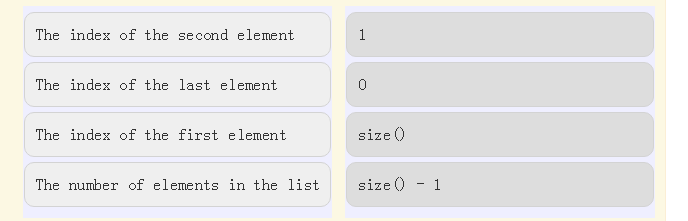 The index of the second element
1
The index of the last element
0
The index of the first element
size()
The number of elements in the list
size() - 1